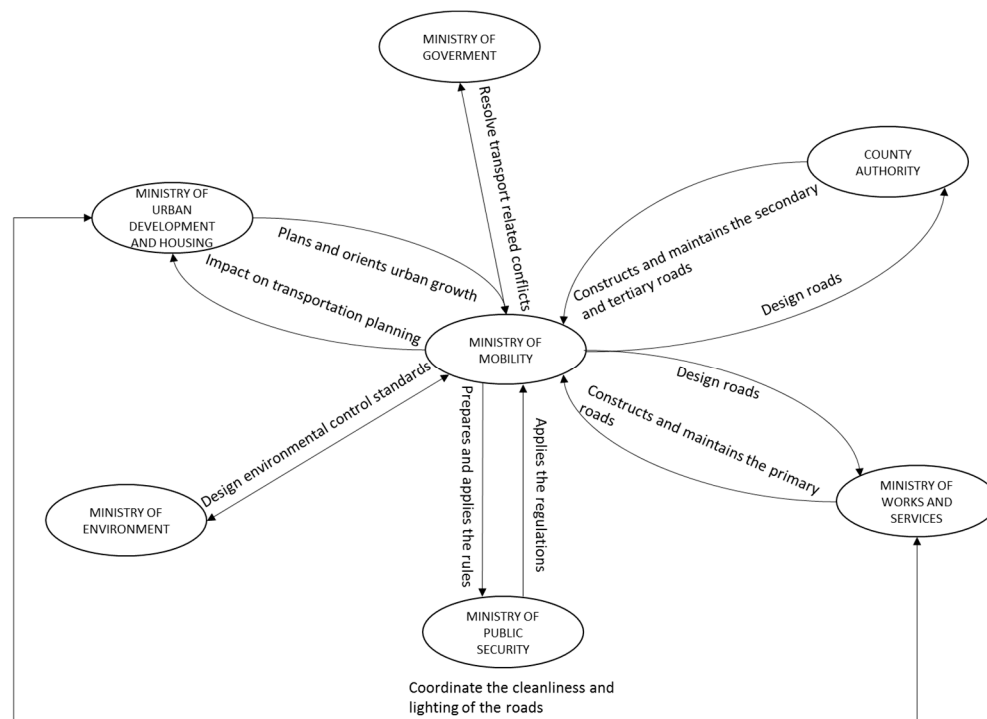 MINISTRY OF
GOVERMENT
Resolve transport related conflicts
COUNTY
AUTHORITY
MINISTRY OF
URBAN
DEVELOPMENT
AND HOUSING
Plans and orients urban growth
Impact on transportation planning
Constructs and maintains the secondary
and tertiary roads
Design roads
MINISTRY OF
MOBILITY
Design roads
Constructs and maintains the primary
roads
Design environmental control standards
Prepares and applies the rules
Applies the regulations
MINISTRY OF
ENVIRONMENT
MINISTRY OF
WORKS AND
SERVICES
MINISTRY OF
PUBLIC
SECURITY
Coordinate the cleanliness and
lighting of the roads